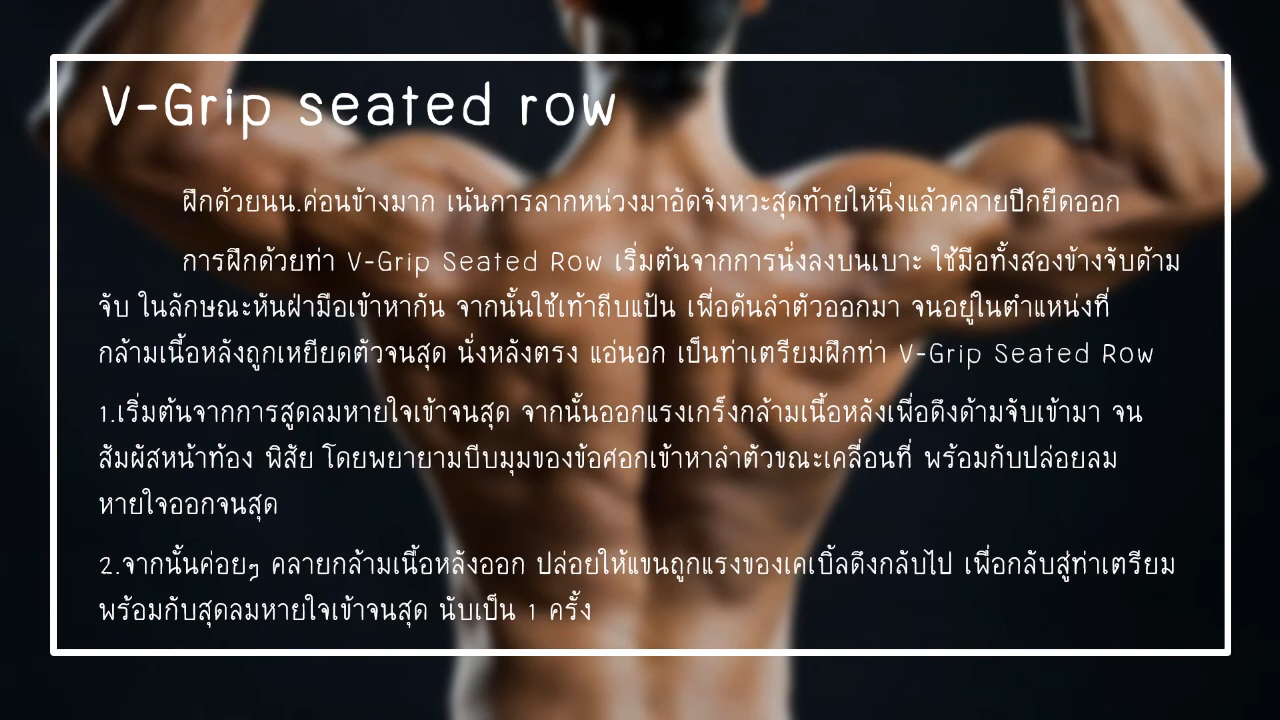 V-Grip seated row
ฝึกด้วยนน.ค่อนข้างมาก เน้นการลากหน่วงมาอัดจังหวะสุดท้ายให้นิ่งแล้วคลายปีกยืดออก
การฝึกด้วยท่า V-Grip Seated Row เริ่มต้นจากการนั่งลงบนเบาะ ใช้มือทั้งสองข้างจับด้าม
จับ ในลักษณะหันฝ่ามือเข้าหากัน จากนั้นใช้เท้าถีบแป้น เพื่อดันลำตัวออกมา จนอยู่ในตำแหน่งที่
กล้ามเนื้อหลังถูกเหยียดตัวจนสุด นั่งหลังตรง แอ่นอก เป็นท่าเตรียมฝึกท่า V-Grip Seated Row
1.เริ่มต้นจากการสูดลมหายใจเข้าจนสุด จากนั้นออกแรงเกร็งกล้ามเนื้อหลังเพื่อดึงด้ามจับเข้ามา จน
สัมผัสหน้าท้อง พิสัย โดยพยายามบีบมุมของข้อศอกเข้าหาลำตัวขณะเคลื่อนที่ พร้อมกับปล่อยลม
หายใจออกจนสุด
2.จากนั้นค่อยๆ คลายกล้ามเนื้อหลังออก ปล่อยให้แขนถูกแรงของเคเบิ้ลดึงกลับไป เพื่อกลับสู่ท่าเตรียม
พร้อมกับสุดลมหายใจเข้าจนสุด นับเป็น 1 ครั้ง